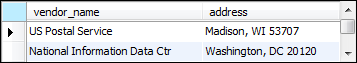 vendor_name address
US Postal Service Madison, WI 53707
National Information Data Ctr Washington, DC 20120